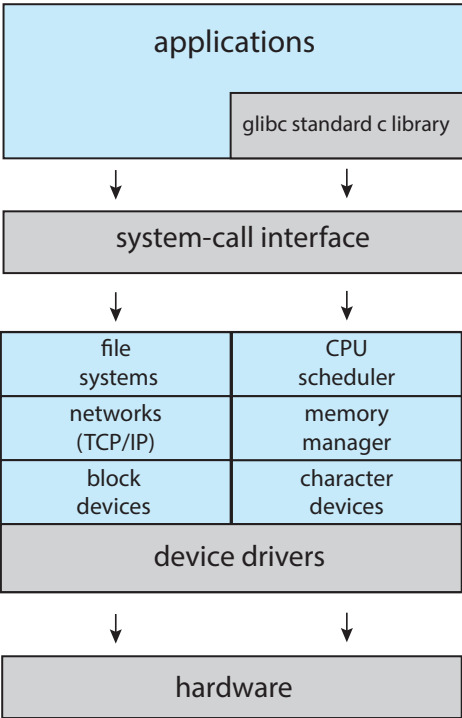 applications
glibc standard c library
system-call interface
file
systems
CPU
scheduler
networks
(TCP/IP)
memory
manager
block
devices
character
devices
device drivers
hardware